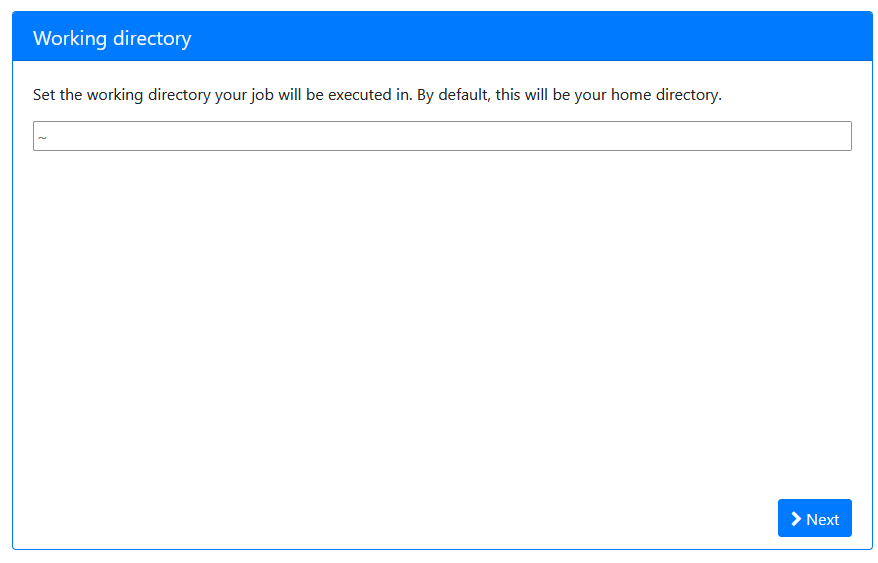 Working directory
Set the working directory your job will be executed in. By default, this will be your home directory.
~
Next